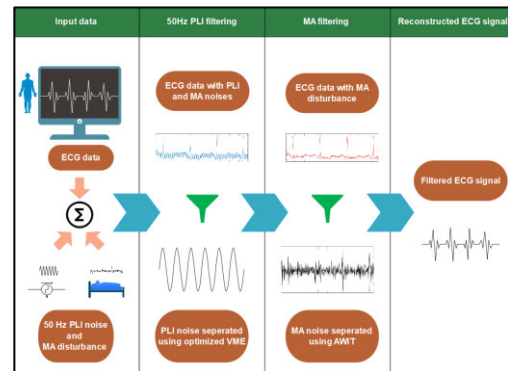 Input data
50Hz PLI filtering
MA filtering
Reconstructed ECG signal
ECG data
Σ
50 Hz PLI noise
and
MA disturbance
ECG data with PLI
and MA noises
PLI noise seperated
using optimized VME
ECG data with MA
disturbance
MA noise seperated
using AWIT
Filtered ECG signal